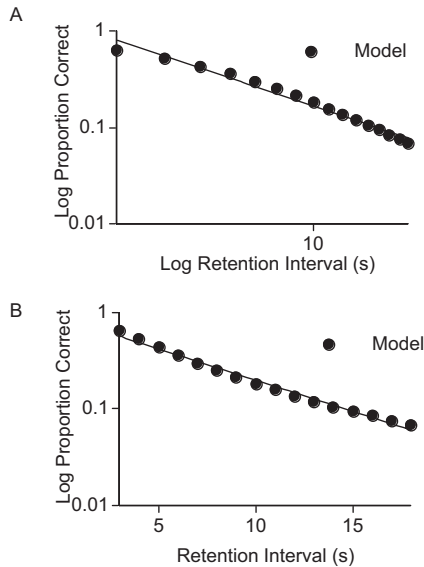 A
1
Model
Log Proportion Correct
0.1
0.01
10
Log Retention Interval (s)
B
1
Model
Log Proportion Correct
0.1
0.01
5 10 15
Retention Interval (s)